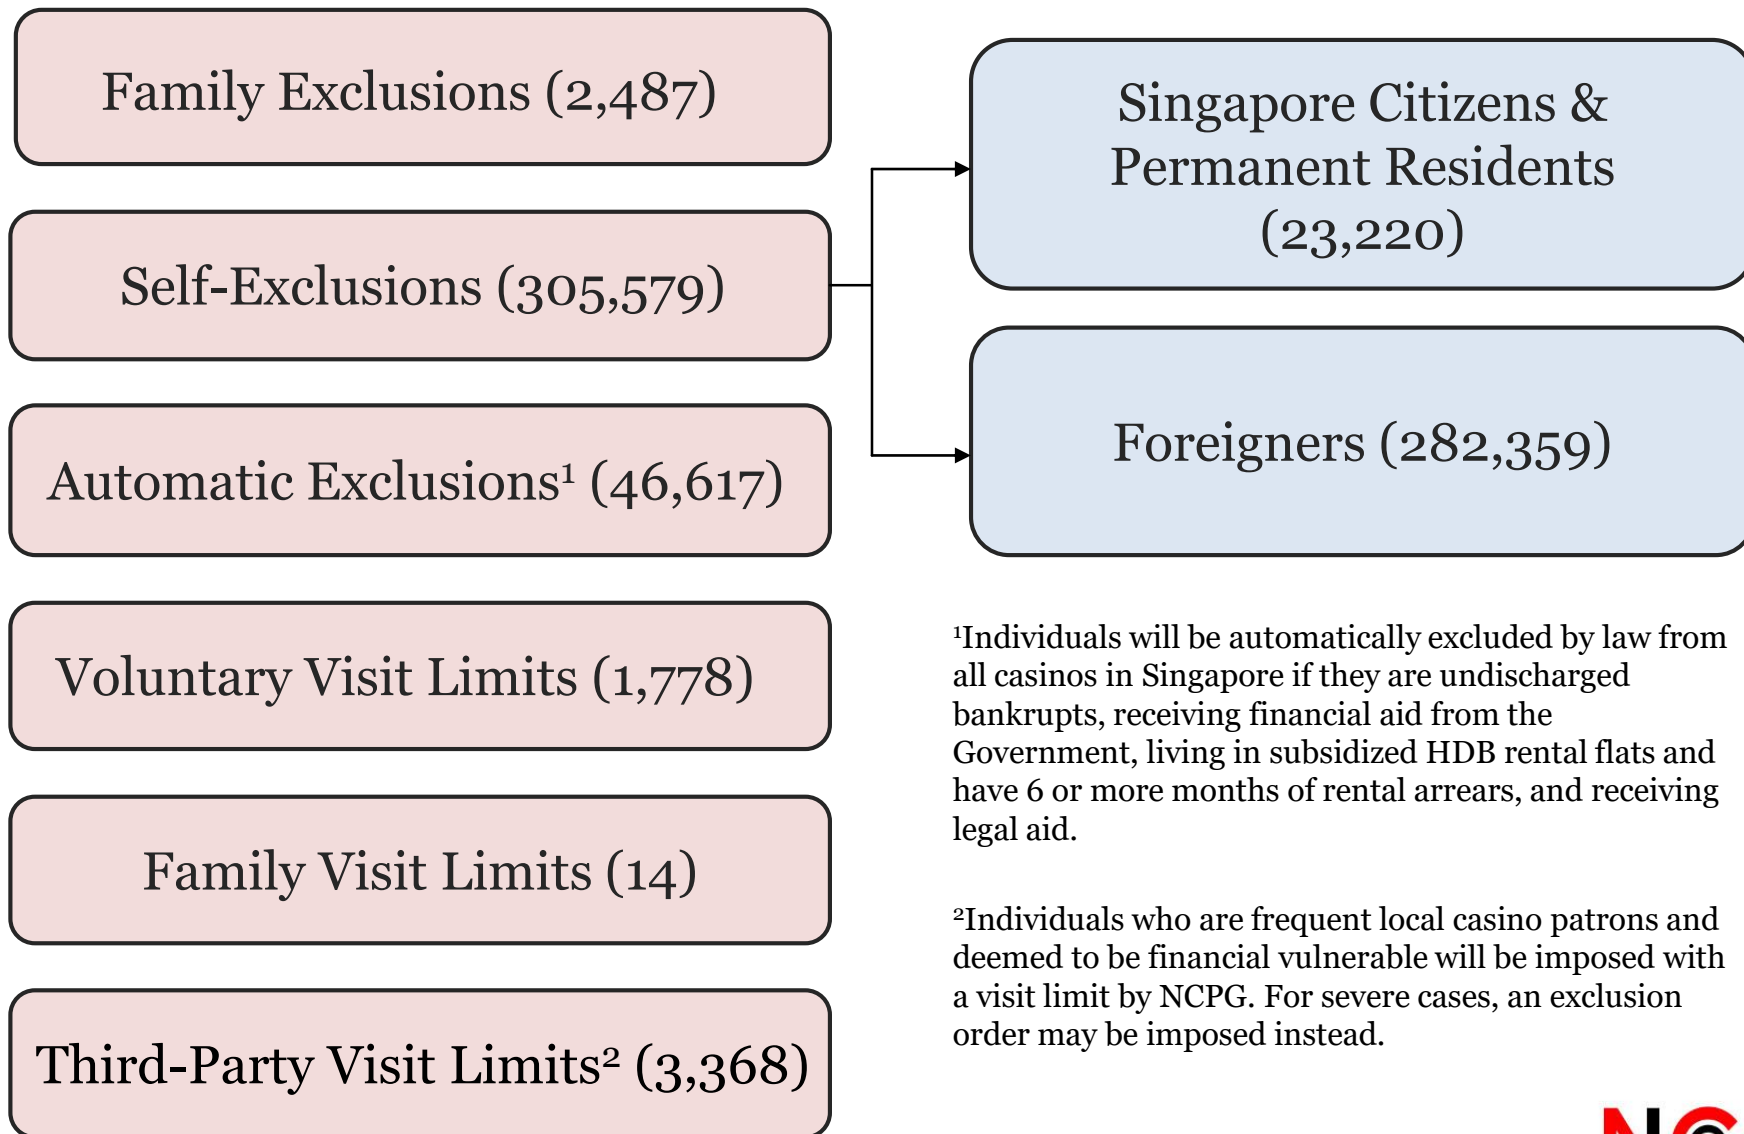 Family Exclusions (2,487)
Self-Exclusions (305,579)
Automatic Exclusions¹ (46,617)
Voluntary Visit Limits (1,778)
Family Visit Limits (14)
Third-Party Visit Limits² (3,368)
Singapore Citizens &
Permanent Residents
(23,220)
Foreigners (282,359)
¹Individuals will be automatically excluded by law from
all casinos in Singapore if they are undischarged
bankrupts, receiving financial aid from the
Government, living in subsidized HDB rental flats and
have 6 or more months of rental arrears, and receiving
legal aid.
²Individuals who are frequent local casino patrons and
deemed to be financial vulnerable will be imposed with
a visit limit by NCPG. For severe cases, an exclusion
order may be imposed instead.